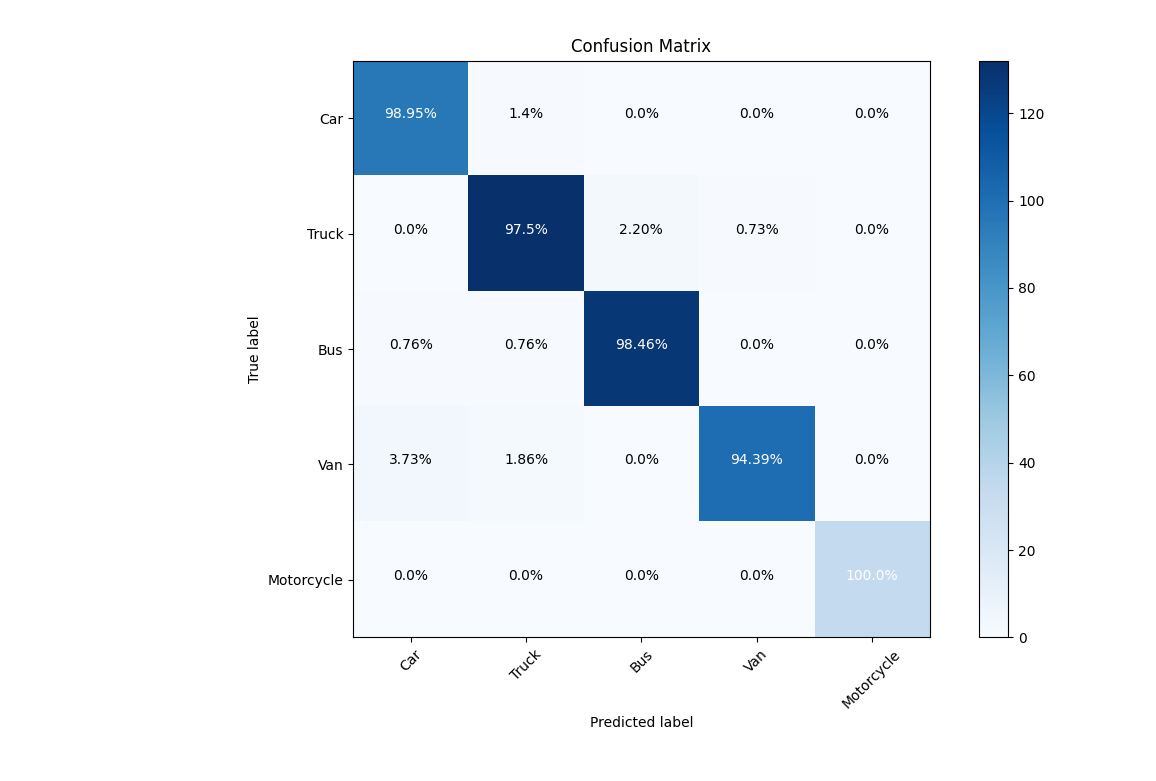 Confusion Matrix
Car 98.95% 1.4% 0.0% 0.0% 0.0%
Truck 0.0% 97.5% 2.20% 0.73% 0.0%
Bus 0.76% 0.76% 98.46% 0.0% 0.0%
Van 3.73% 1.86% 0.0% 94.39% 0.0%
Motorcycle 0.0% 0.0% 0.0% 0.0% 100.0%
True label
Car Truck Bus Van Motorcycle
Predicted label
120
100
80
60
40
20
0